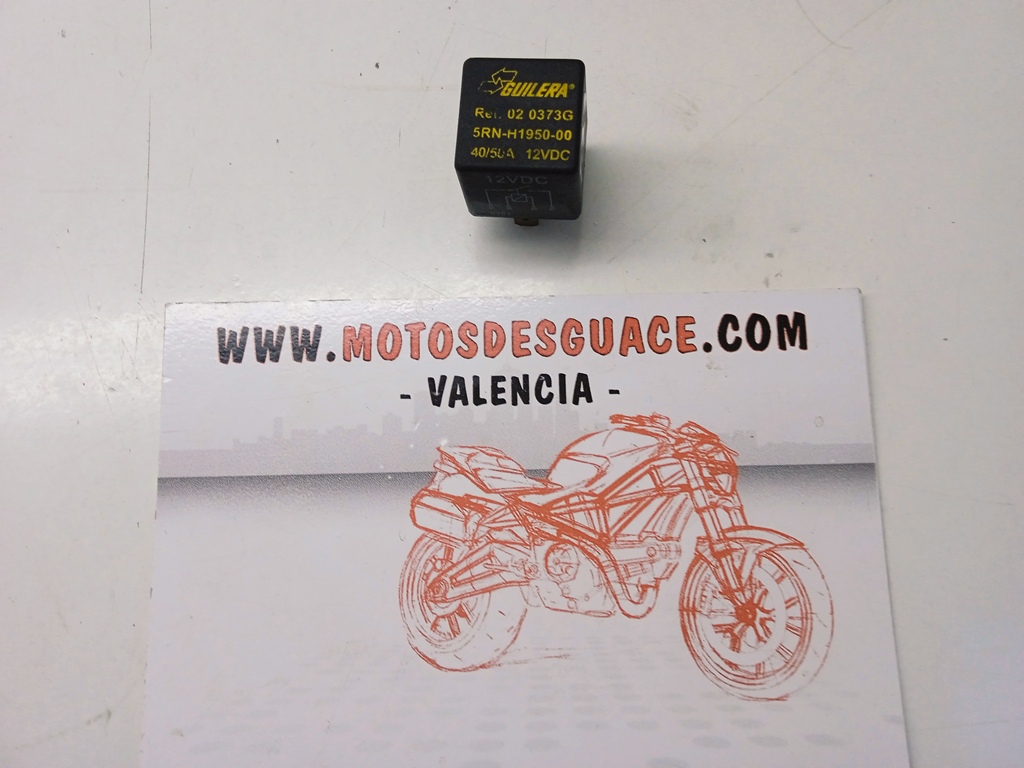 GUILERA®
Ref. 02 0373G
5RN-H1950-00
40/50A 12VDC
12VDC
WWW.MOTOSDESGUACE.COM
- VALENCIA -